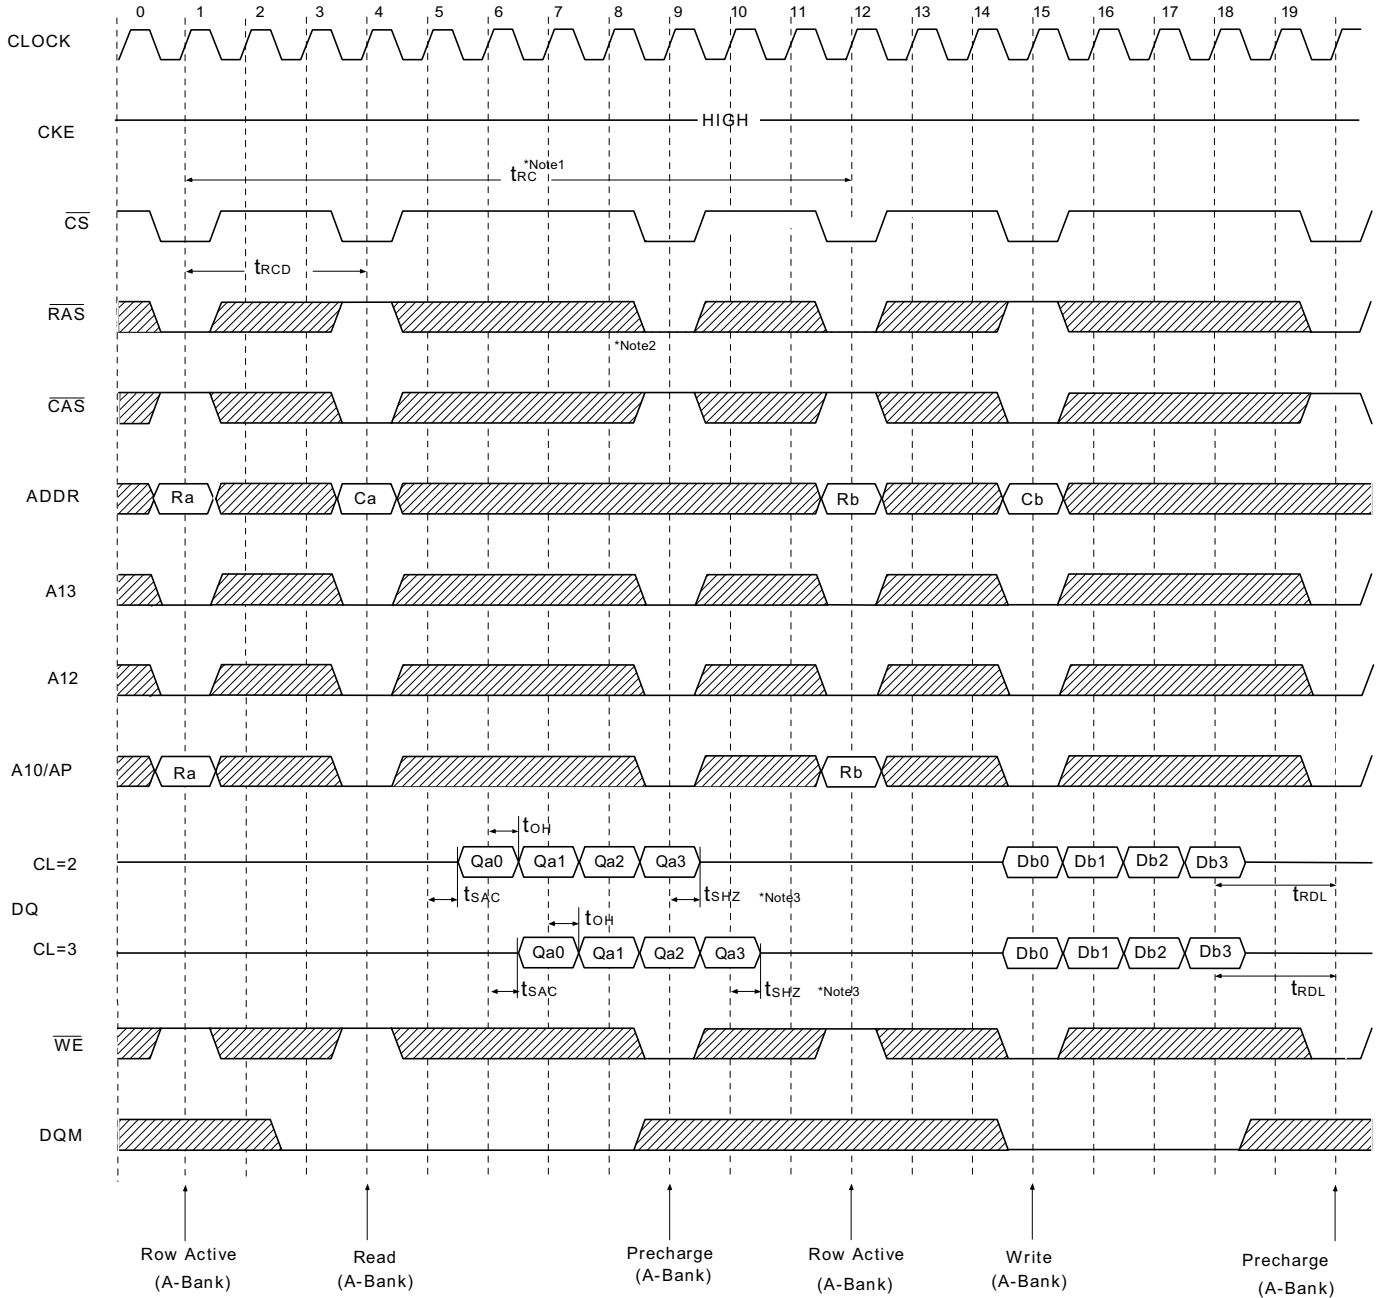 0 1 2 3 4 5 6 7 8 9 10 11 12 13 14 15 16 17 18 19
CLOCK
CKE
HIGH
tRC *Note1
CS
tRCD
RAS
*Note2
CAS
ADDR
Ra Ca Rb Cb
A13
A12
A10/AP
Ra Rb
tOH
CL=2
Qa0 Qa1 Qa2 Qa3 Db0 Db1 Db2 Db3
tSAC tSHZ *Note3 tRDL
DQ
tOH
CL=3
Qa0 Qa1 Qa2 Qa3 Db0 Db1 Db2 Db3
tSAC tSHZ *Note3 tRDL
WE
DQM
Row Active
(A-Bank)
Read
(A-Bank)
Precharge
(A-Bank)
Row Active
(A-Bank)
Write
(A-Bank)
Precharge
(A-Bank)